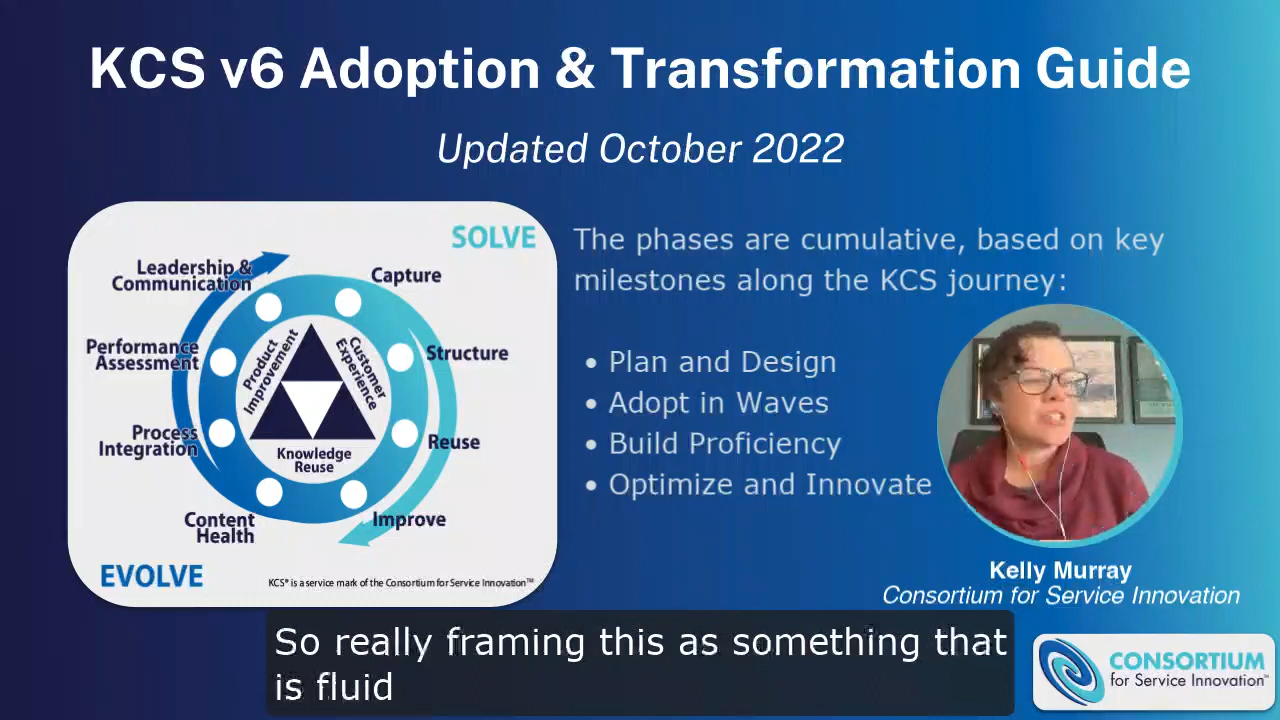 KCS v6 Adoption & Transformation Guide
Updated October 2022
SOLVE
Leadership &
Communication
Capture
Performance
Assessment
Structure
Product
Improvement
Customer
Experience
Process
Integration
Reuse
Knowledge
Reuse
Content
Health
Improve
EVOLVE
KCS® is a service mark of the Consortium for Service Innovation™
The phases are cumulative, based on key
milestones along the KCS journey:
• Plan and Design
• Adopt in Waves
• Build Proficiency
• Optimize and Innovate
Kelly Murray
Consortium for Service Innovation
So really framing this as something that
is fluid
CONSORTIUM
for Service Innovation™